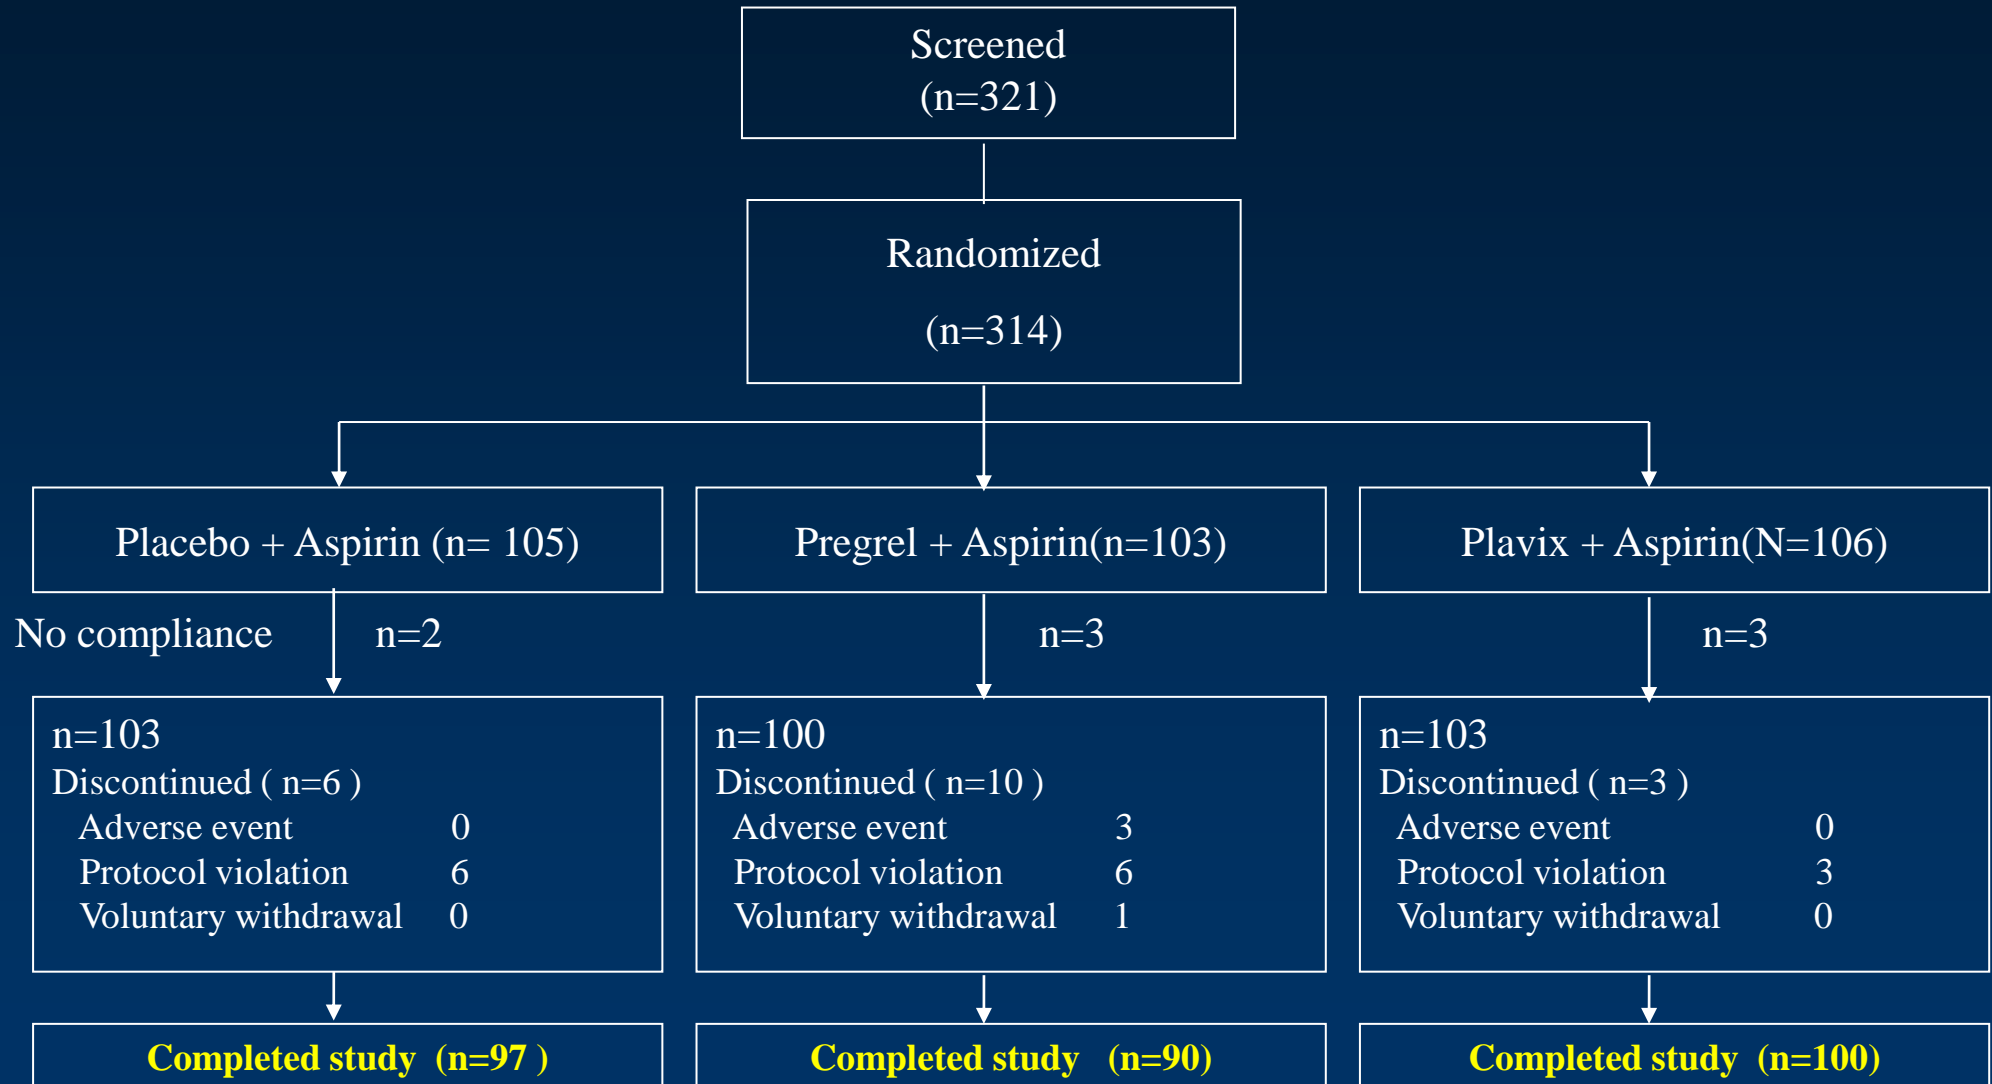 Screened
(n=321)
Randomized
(n=314)
Placebo + Aspirin (n= 105)
Pregrel + Aspirin(n=103)
Plavix + Aspirin(N=106)
No compliance
n=2
n=3
n=3
n=103
Discontinued ( n=6 )
Adverse event 0
Protocol violation 6
Voluntary withdrawal 0
n=100
Discontinued ( n=10 )
Adverse event 3
Protocol violation 6
Voluntary withdrawal 1
n=103
Discontinued ( n=3 )
Adverse event 0
Protocol violation 3
Voluntary withdrawal 0
Completed study (n=97 )
Completed study (n=90)
Completed study (n=100)